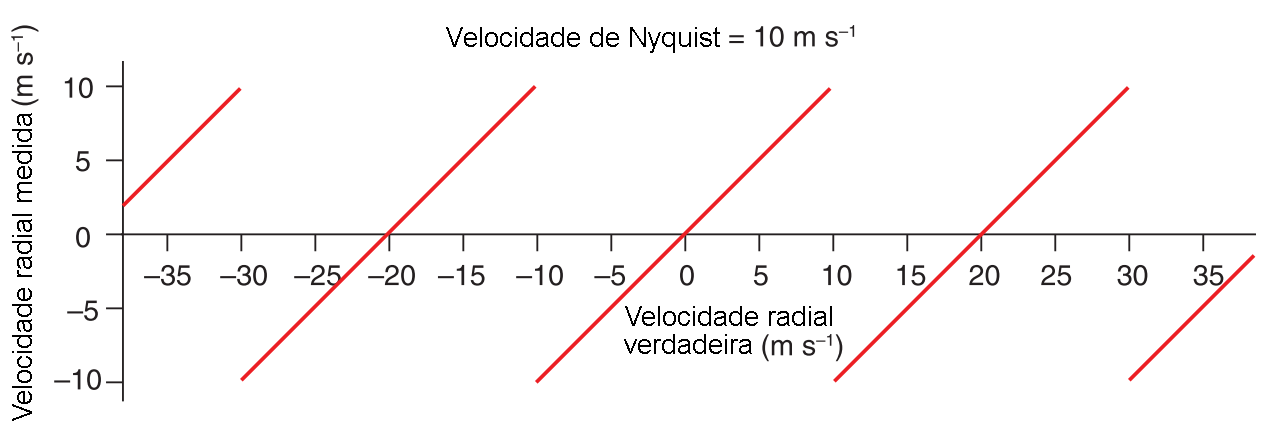 Velocidade de Nyquist = 10 m s⁻¹
Velocidade radial medida (m s⁻¹)
10
5
0
–5
–10
–35 –30 –25 –20 –15 –10 –5 0 5 10 15 20 25 30 35
Velocidade radial
verdadeira (m s⁻¹)